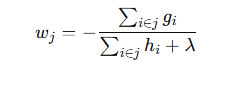 $$w_j = -\frac{\sum_{i \in j} g_i}{\sum_{i \in j} h_i + \lambda}$$